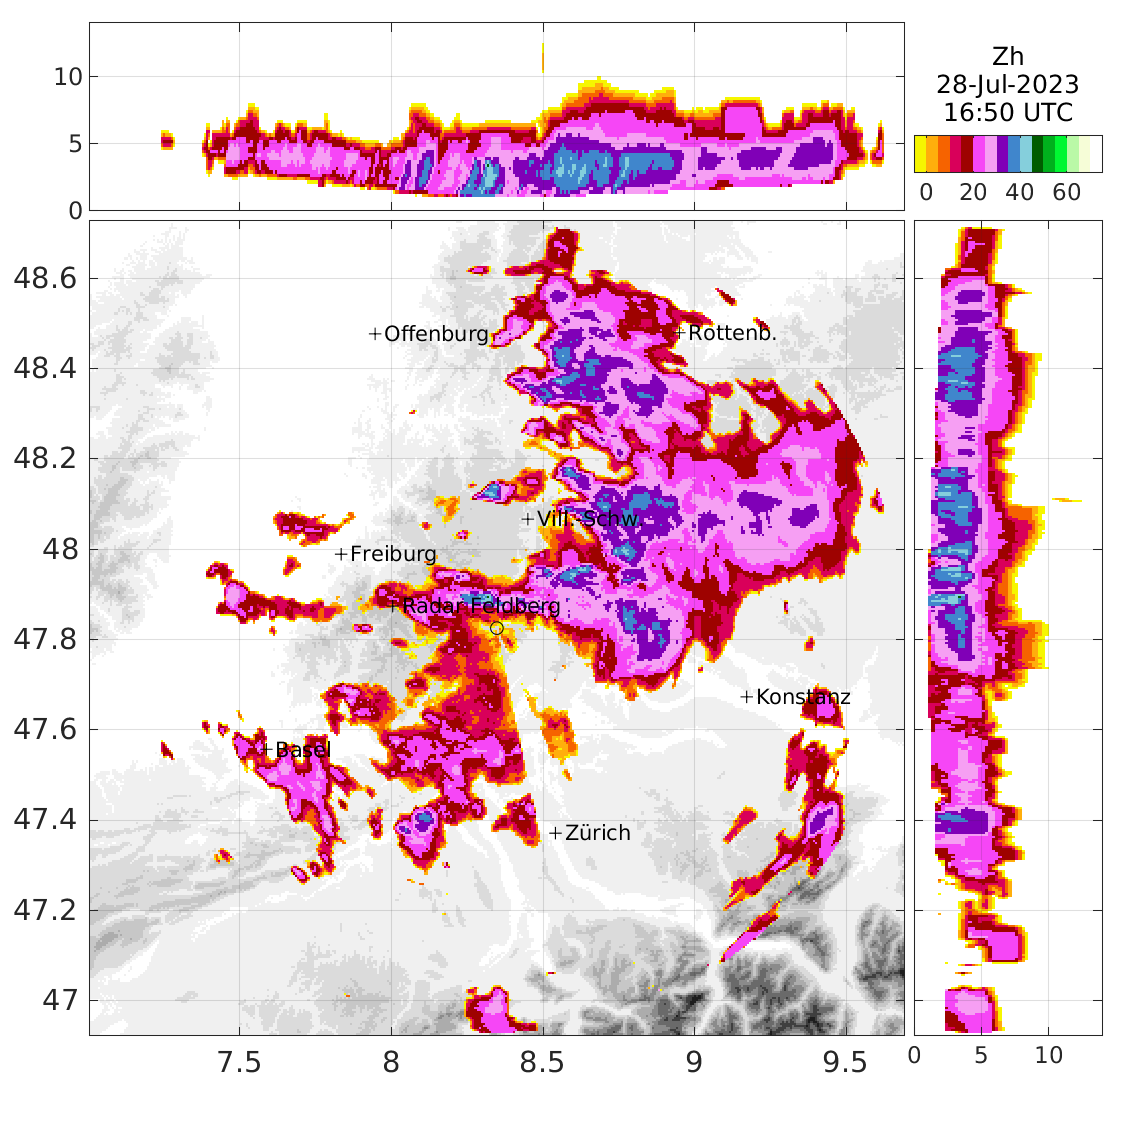 Zh
28-Jul-2023
16:50 UTC
0 20 40 60
10
5
0
48.6
48.4
48.2
48
47.8
47.6
47.4
47.2
47
+Offenburg
+Rottenb.
+Vill.-Schw.
+Freiburg
+Radar Feldberg
+Konstanz
+Basel
+Zürich
7.5 8 8.5 9 9.5
0 5 10